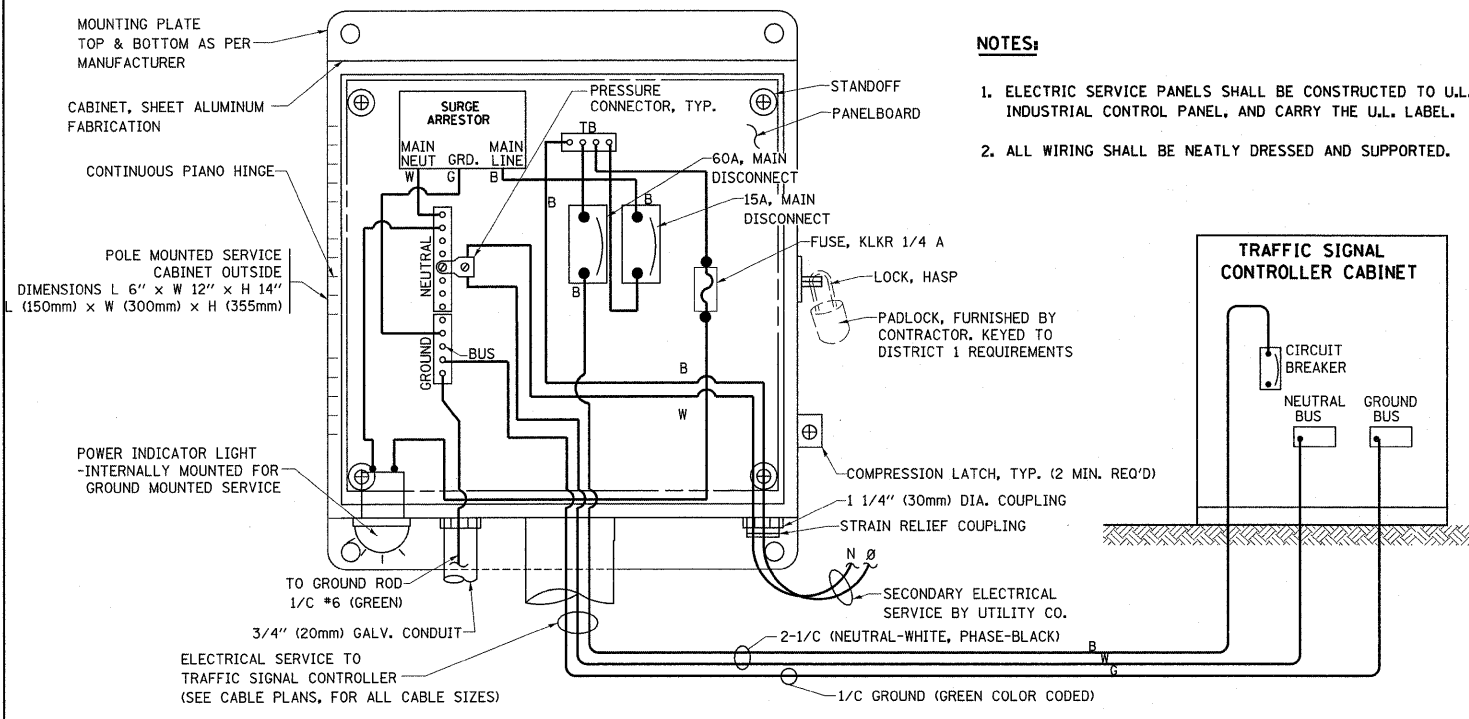 MOUNTING PLATE
TOP & BOTTOM AS PER
MANUFACTURER
CABINET, SHEET ALUMINUM
FABRICATION
CONTINUOUS PIANO HINGE
POLE MOUNTED SERVICE
CABINET OUTSIDE
DIMENSIONS L 6" × W 12" × H 14"
L (150mm) × W (300mm) × H (355mm)
POWER INDICATOR LIGHT
-INTERNALLY MOUNTED FOR
GROUND MOUNTED SERVICE
SURGE
ARRESTOR
MAIN
NEUT
GRD.
MAIN
LINE
W
G
B
PRESSURE
CONNECTOR, TYP.
TB
STANDOFF
PANELBOARD
60A, MAIN
DISCONNECT
15A, MAIN
DISCONNECT
B
B
B
FUSE, KLKR 1/4 A
LOCK, HASP
PADLOCK, FURNISHED BY
CONTRACTOR. KEYED TO
DISTRICT 1 REQUIREMENTS
NEUTRAL
GROUND
BUS
B
W
COMPRESSION LATCH, TYP. (2 MIN. REQ'D)
1 1/4" (30mm) DIA. COUPLING
STRAIN RELIEF COUPLING
N Ø
SECONDARY ELECTRICAL
SERVICE BY UTILITY CO.
TO GROUND ROD
1/C #6 (GREEN)
3/4" (20mm) GALV. CONDUIT
ELECTRICAL SERVICE TO
TRAFFIC SIGNAL CONTROLLER
(SEE CABLE PLANS, FOR ALL CABLE SIZES)
2-1/C (NEUTRAL-WHITE, PHASE-BLACK)
B
W
G
1/C GROUND (GREEN COLOR CODED)
NOTES:
1. ELECTRIC SERVICE PANELS SHALL BE CONSTRUCTED TO U.L.
INDUSTRIAL CONTROL PANEL, AND CARRY THE U.L. LABEL.
2. ALL WIRING SHALL BE NEATLY DRESSED AND SUPPORTED.
TRAFFIC SIGNAL
CONTROLLER CABINET
CIRCUIT
BREAKER
NEUTRAL
BUS
GROUND
BUS